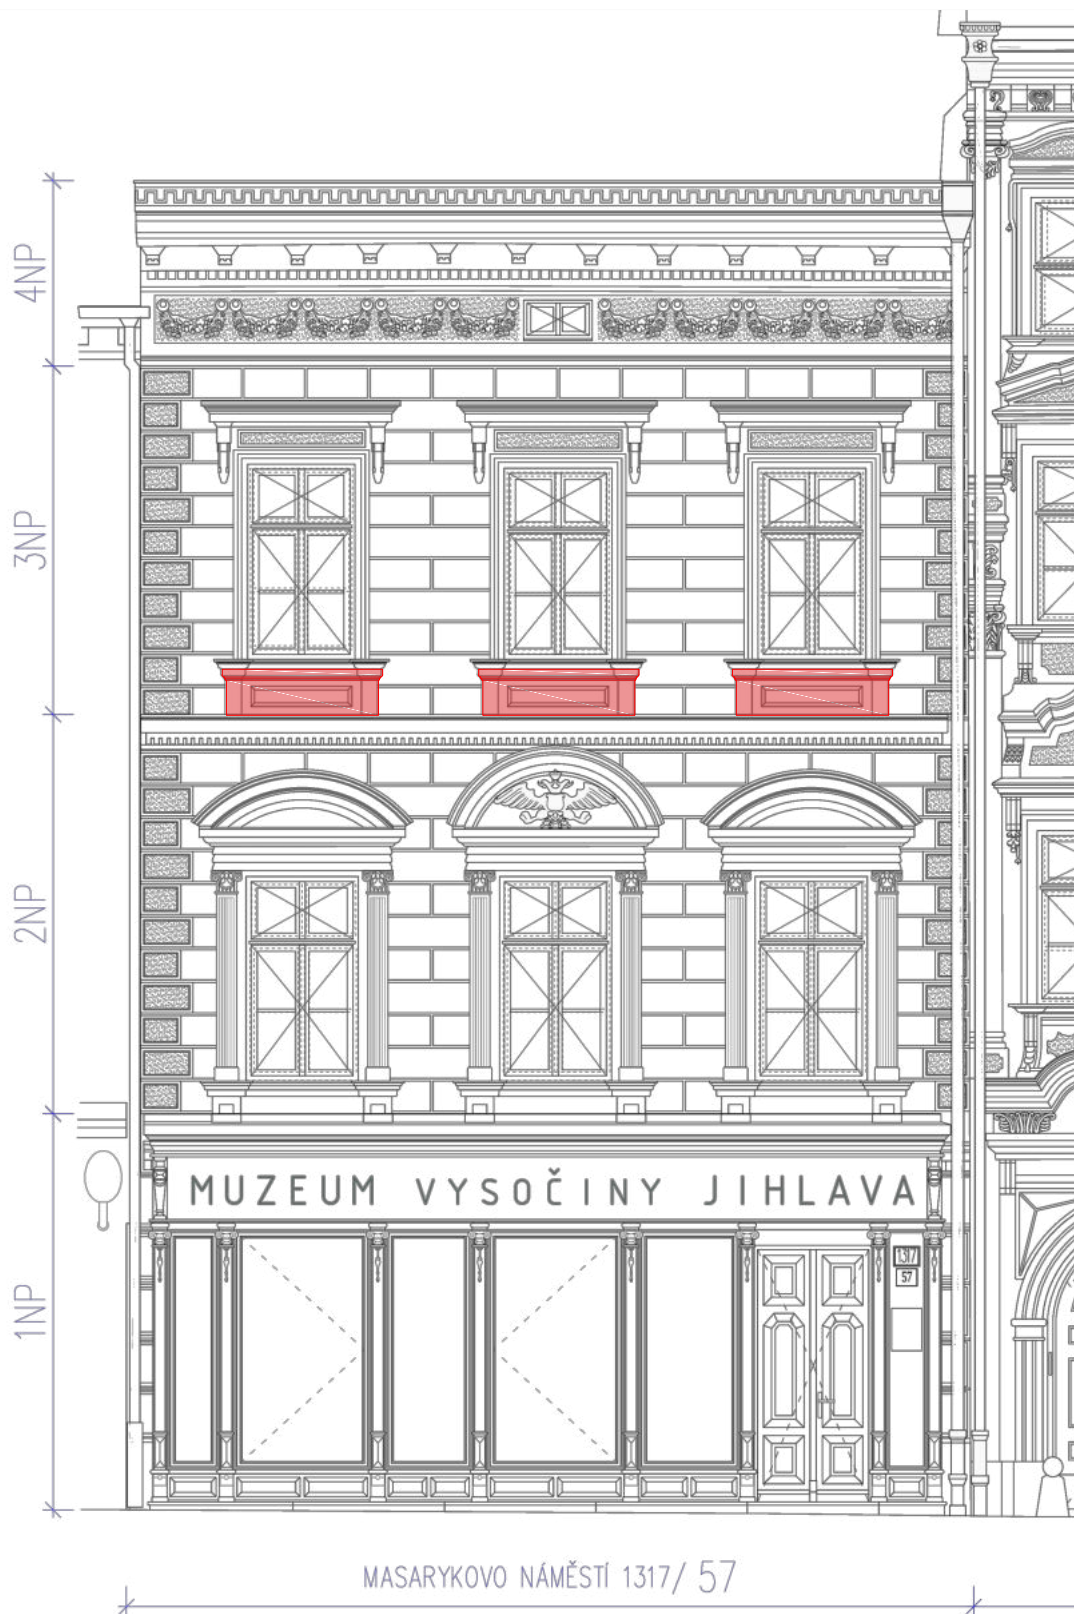 4NP
3NP
2NP
MUZEUM VYSOČINY JIHLAVA
1317
57
1NP
MASARYKOVO NÁMĚSTÍ 1317/ 57